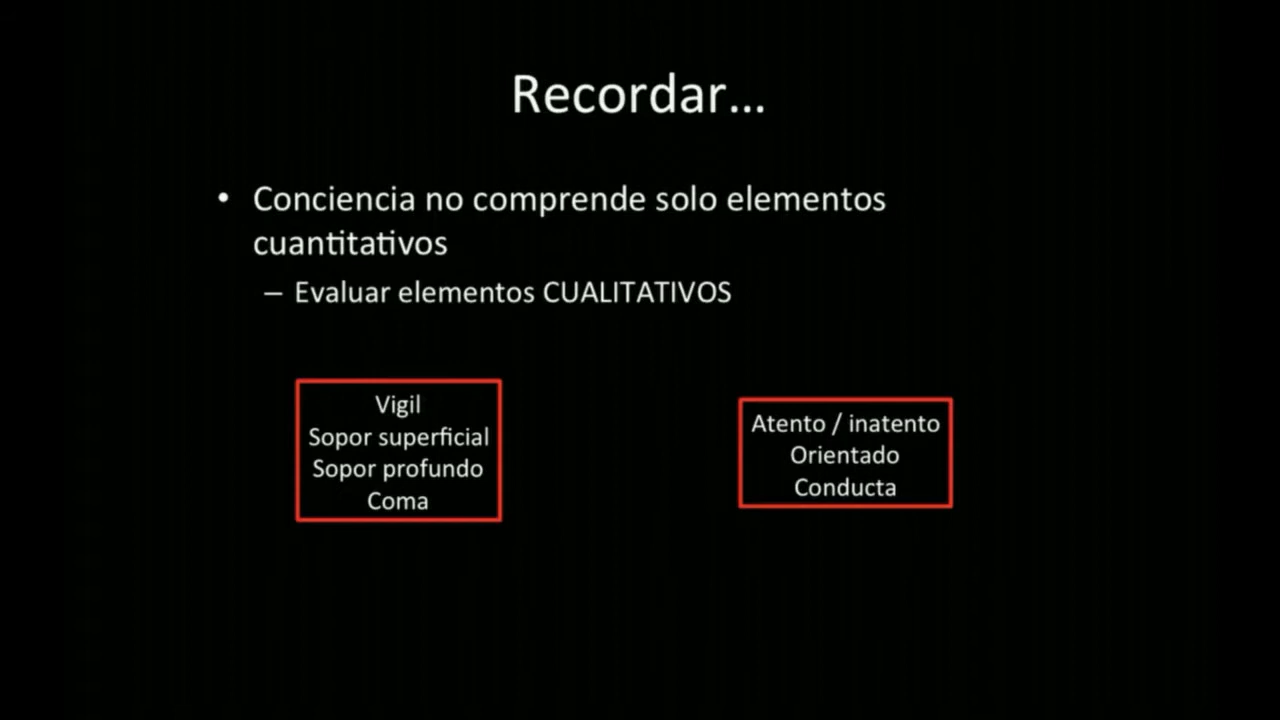 Recordar...
• Conciencia no comprende solo elementos
cuantitativos
– Evaluar elementos CUALITATIVOS
Vigil
Sopor superficial
Sopor profundo
Coma
Atento / inatento
Orientado
Conducta